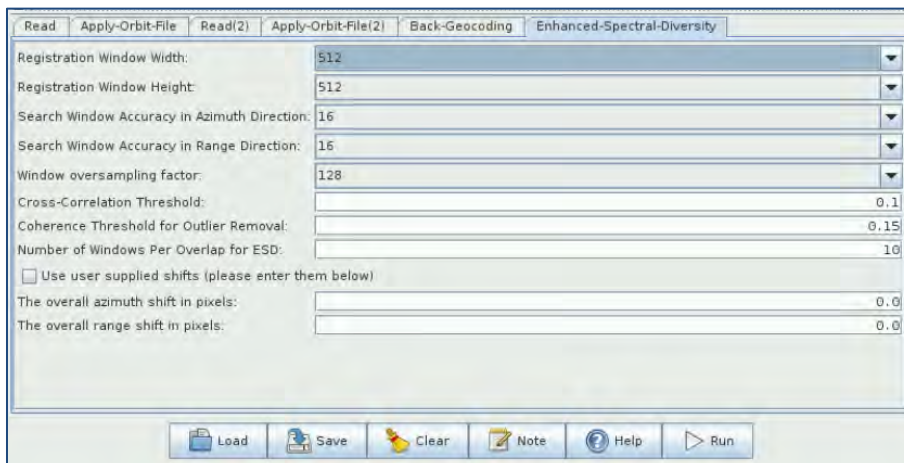 Read Apply-Orbit-File Read(2) Apply-Orbit-File(2) Back-Geocoding Enhanced-Spectral-Diversity
Registration Window Width: 512
Registration Window Height: 512
Search Window Accuracy in Azimuth Direction: 16
Search Window Accuracy in Range Direction: 16
Window oversampling factor: 128
Cross-Correlation Threshold: 0.1
Coherence Threshold for Outlier Removal: 0.15
Number of Windows Per Overlap for ESD: 10
Use user supplied shifts (please enter them below)
The overall azimuth shift in pixels: 0.0
The overall range shift in pixels: 0.0
Load Save Clear Note Help Run